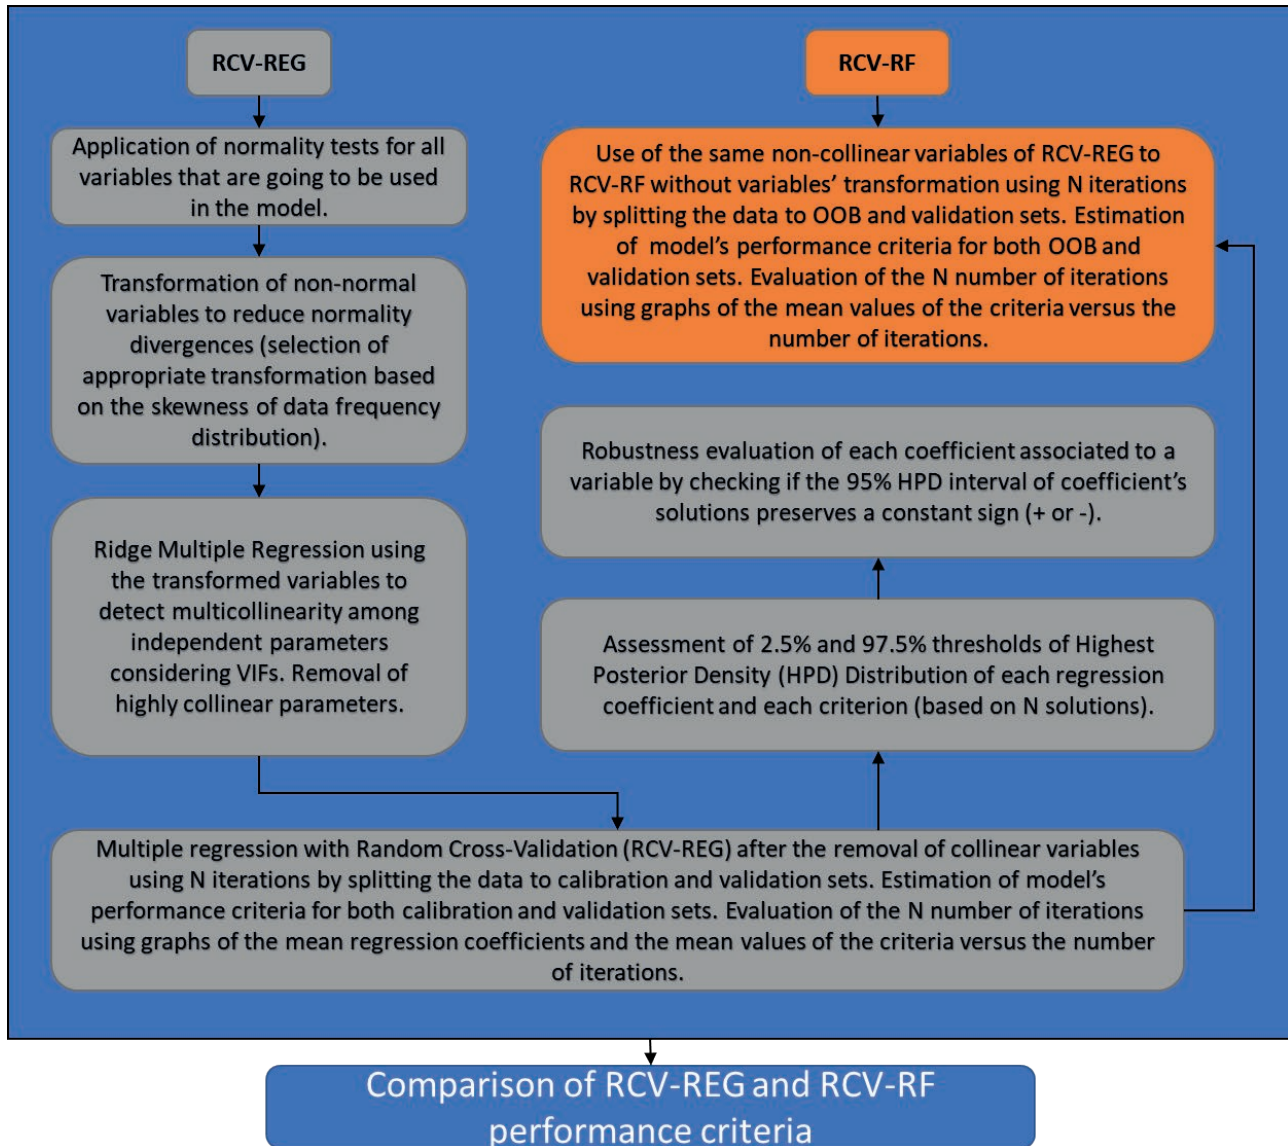 RCV-REG
Application of normality tests for all
variables that are going to be used
in the model.
Transformation of non-normal
variables to reduce normality
divergences (selection of
appropriate transformation based
on the skewness of data frequency
distribution).
Ridge Multiple Regression using
the transformed variables to
detect multicollinearity among
independent parameters
considering VIFs. Removal of
highly collinear parameters.
Multiple regression with Random Cross-Validation (RCV-REG) after the removal of collinear variables
using N iterations by splitting the data to calibration and validation sets. Estimation of model’s
performance criteria for both calibration and validation sets. Evaluation of the N number of iterations
using graphs of the mean regression coefficients and the mean values of the criteria versus the number
of iterations.
Assessment of 2.5% and 97.5% thresholds of Highest
Posterior Density (HPD) Distribution of each regression
coefficient and each criterion (based on N solutions).
Robustness evaluation of each coefficient associated to a
variable by checking if the 95% HPD interval of coefficient’s
solutions preserves a constant sign (+ or -).
RCV-RF
Use of the same non-collinear variables of RCV-REG to
RCV-RF without variables’ transformation using N iterations
by splitting the data to OOB and validation sets. Estimation
of model’s performance criteria for both OOB and
validation sets. Evaluation of the N number of iterations
using graphs of the mean values of the criteria versus the
number of iterations.
Comparison of RCV-REG and RCV-RF
performance criteria